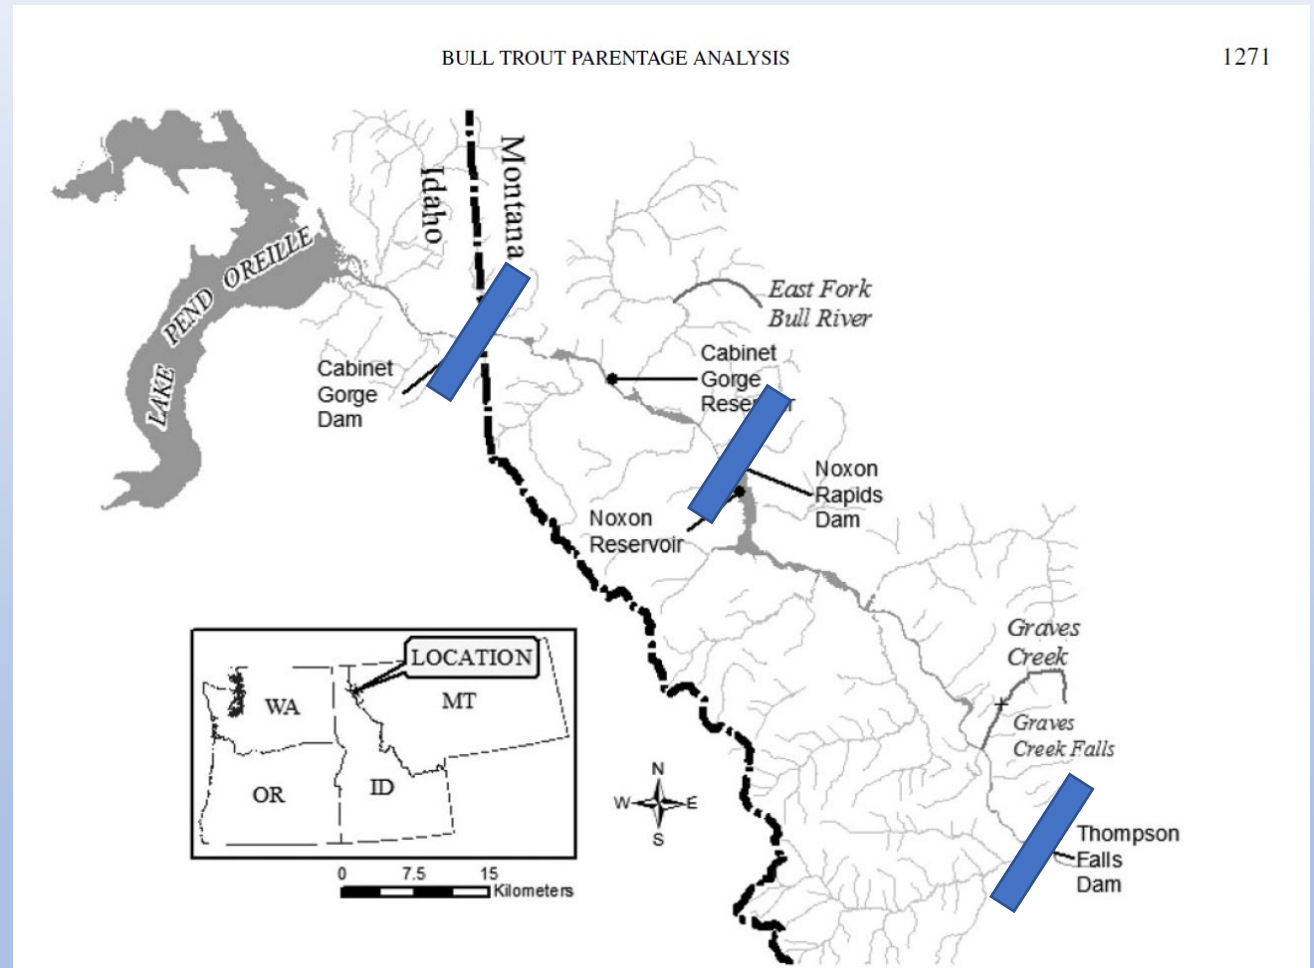 BULL TROUT PARENTAGE ANALYSIS
1271
Montana
Idaho
LAKE PEND OREILLE
East Fork
Bull River
Cabinet
Gorge
Reservoir
Cabinet
Gorge
Dam
Noxon
Rapids
Dam
Noxon
Reservoir
Graves
Creek
Graves
Creek Falls
LOCATION
WA
MT
OR
ID
N
W
E
S
Thompson
Falls
Dam
0
7.5
15
Kilometers